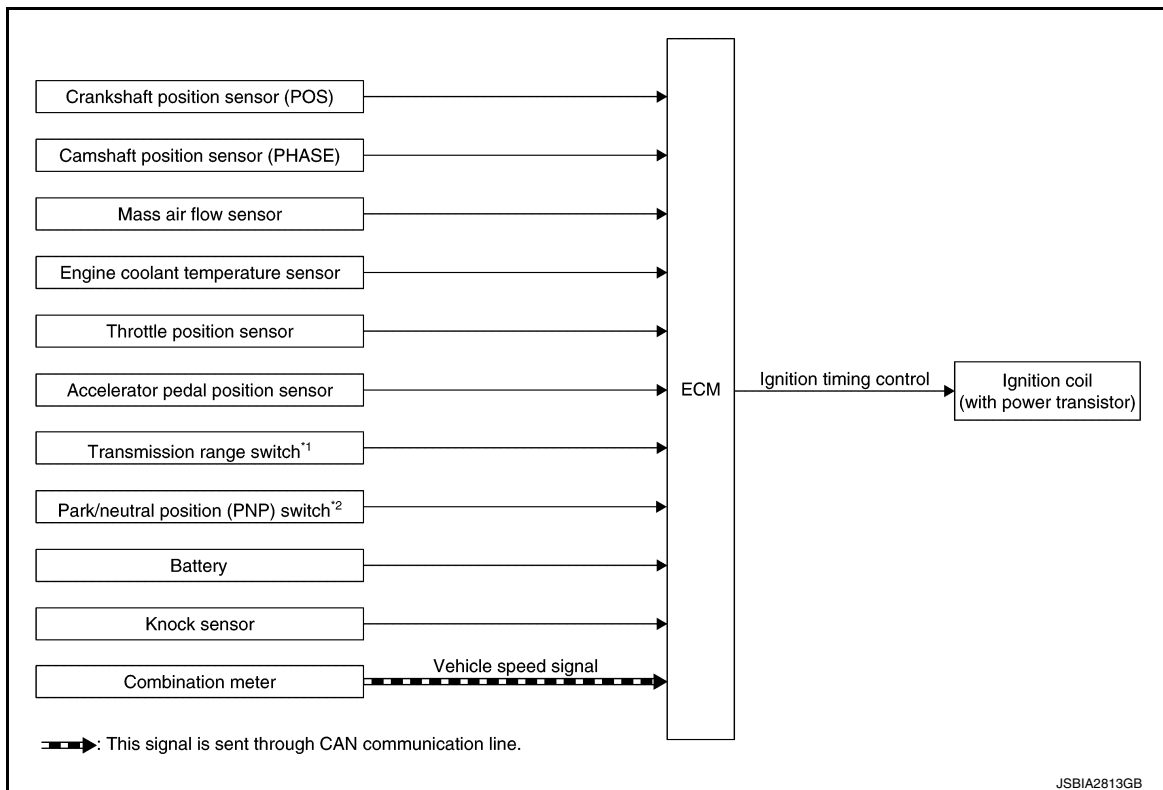 Crankshaft position sensor (POS)
Camshaft position sensor (PHASE)
Mass air flow sensor
Engine coolant temperature sensor
Throttle position sensor
Accelerator pedal position sensor
Transmission range switch*1
Park/neutral position (PNP) switch*2
Battery
Knock sensor
Combination meter
Vehicle speed signal
ECM
Ignition timing control
Ignition coil
(with power transistor)
: This signal is sent through CAN communication line.
JSBIA2813GB